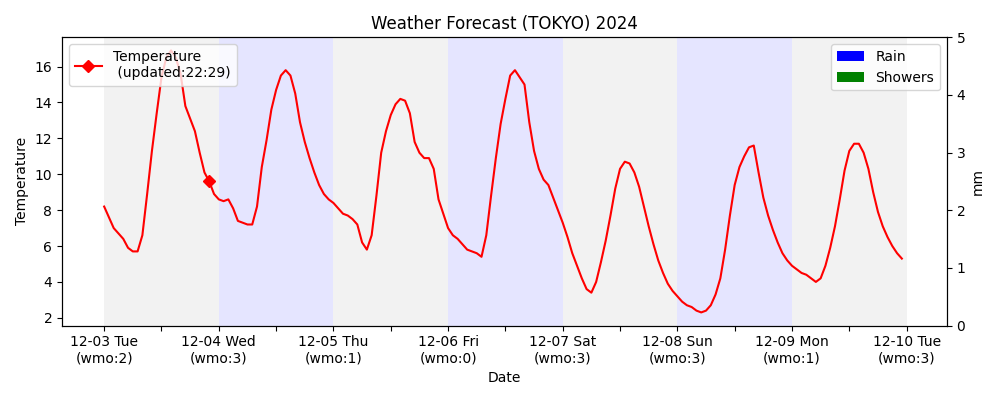 Weather Forecast (TOKYO) 2024
Temperature
(updated:22:29)
Rain
Showers
Temperature
16
14
12
10
8
6
4
2
5
4
3
2
1
0
mm
12-03 Tue
(wmo:2)
12-04 Wed
(wmo:3)
12-05 Thu
(wmo:1)
12-06 Fri
(wmo:0)
12-07 Sat
(wmo:3)
12-08 Sun
(wmo:3)
12-09 Mon
(wmo:1)
12-10 Tue
(wmo:3)
Date